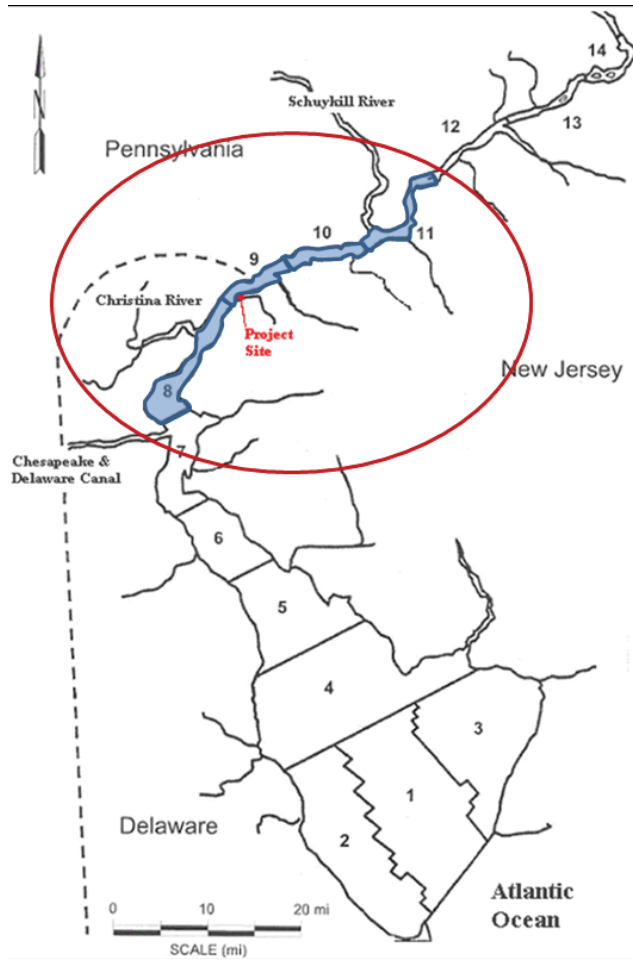 14
13
12
Schuykill River
N
Pennsylvania
11
10
9
Christina River
Project
Site
New Jersey
8
7
Chesapeake &
Delaware Canal
6
5
4
3
1
2
Delaware
0 10 20 mi
SCALE (mi)
Atlantic
Ocean